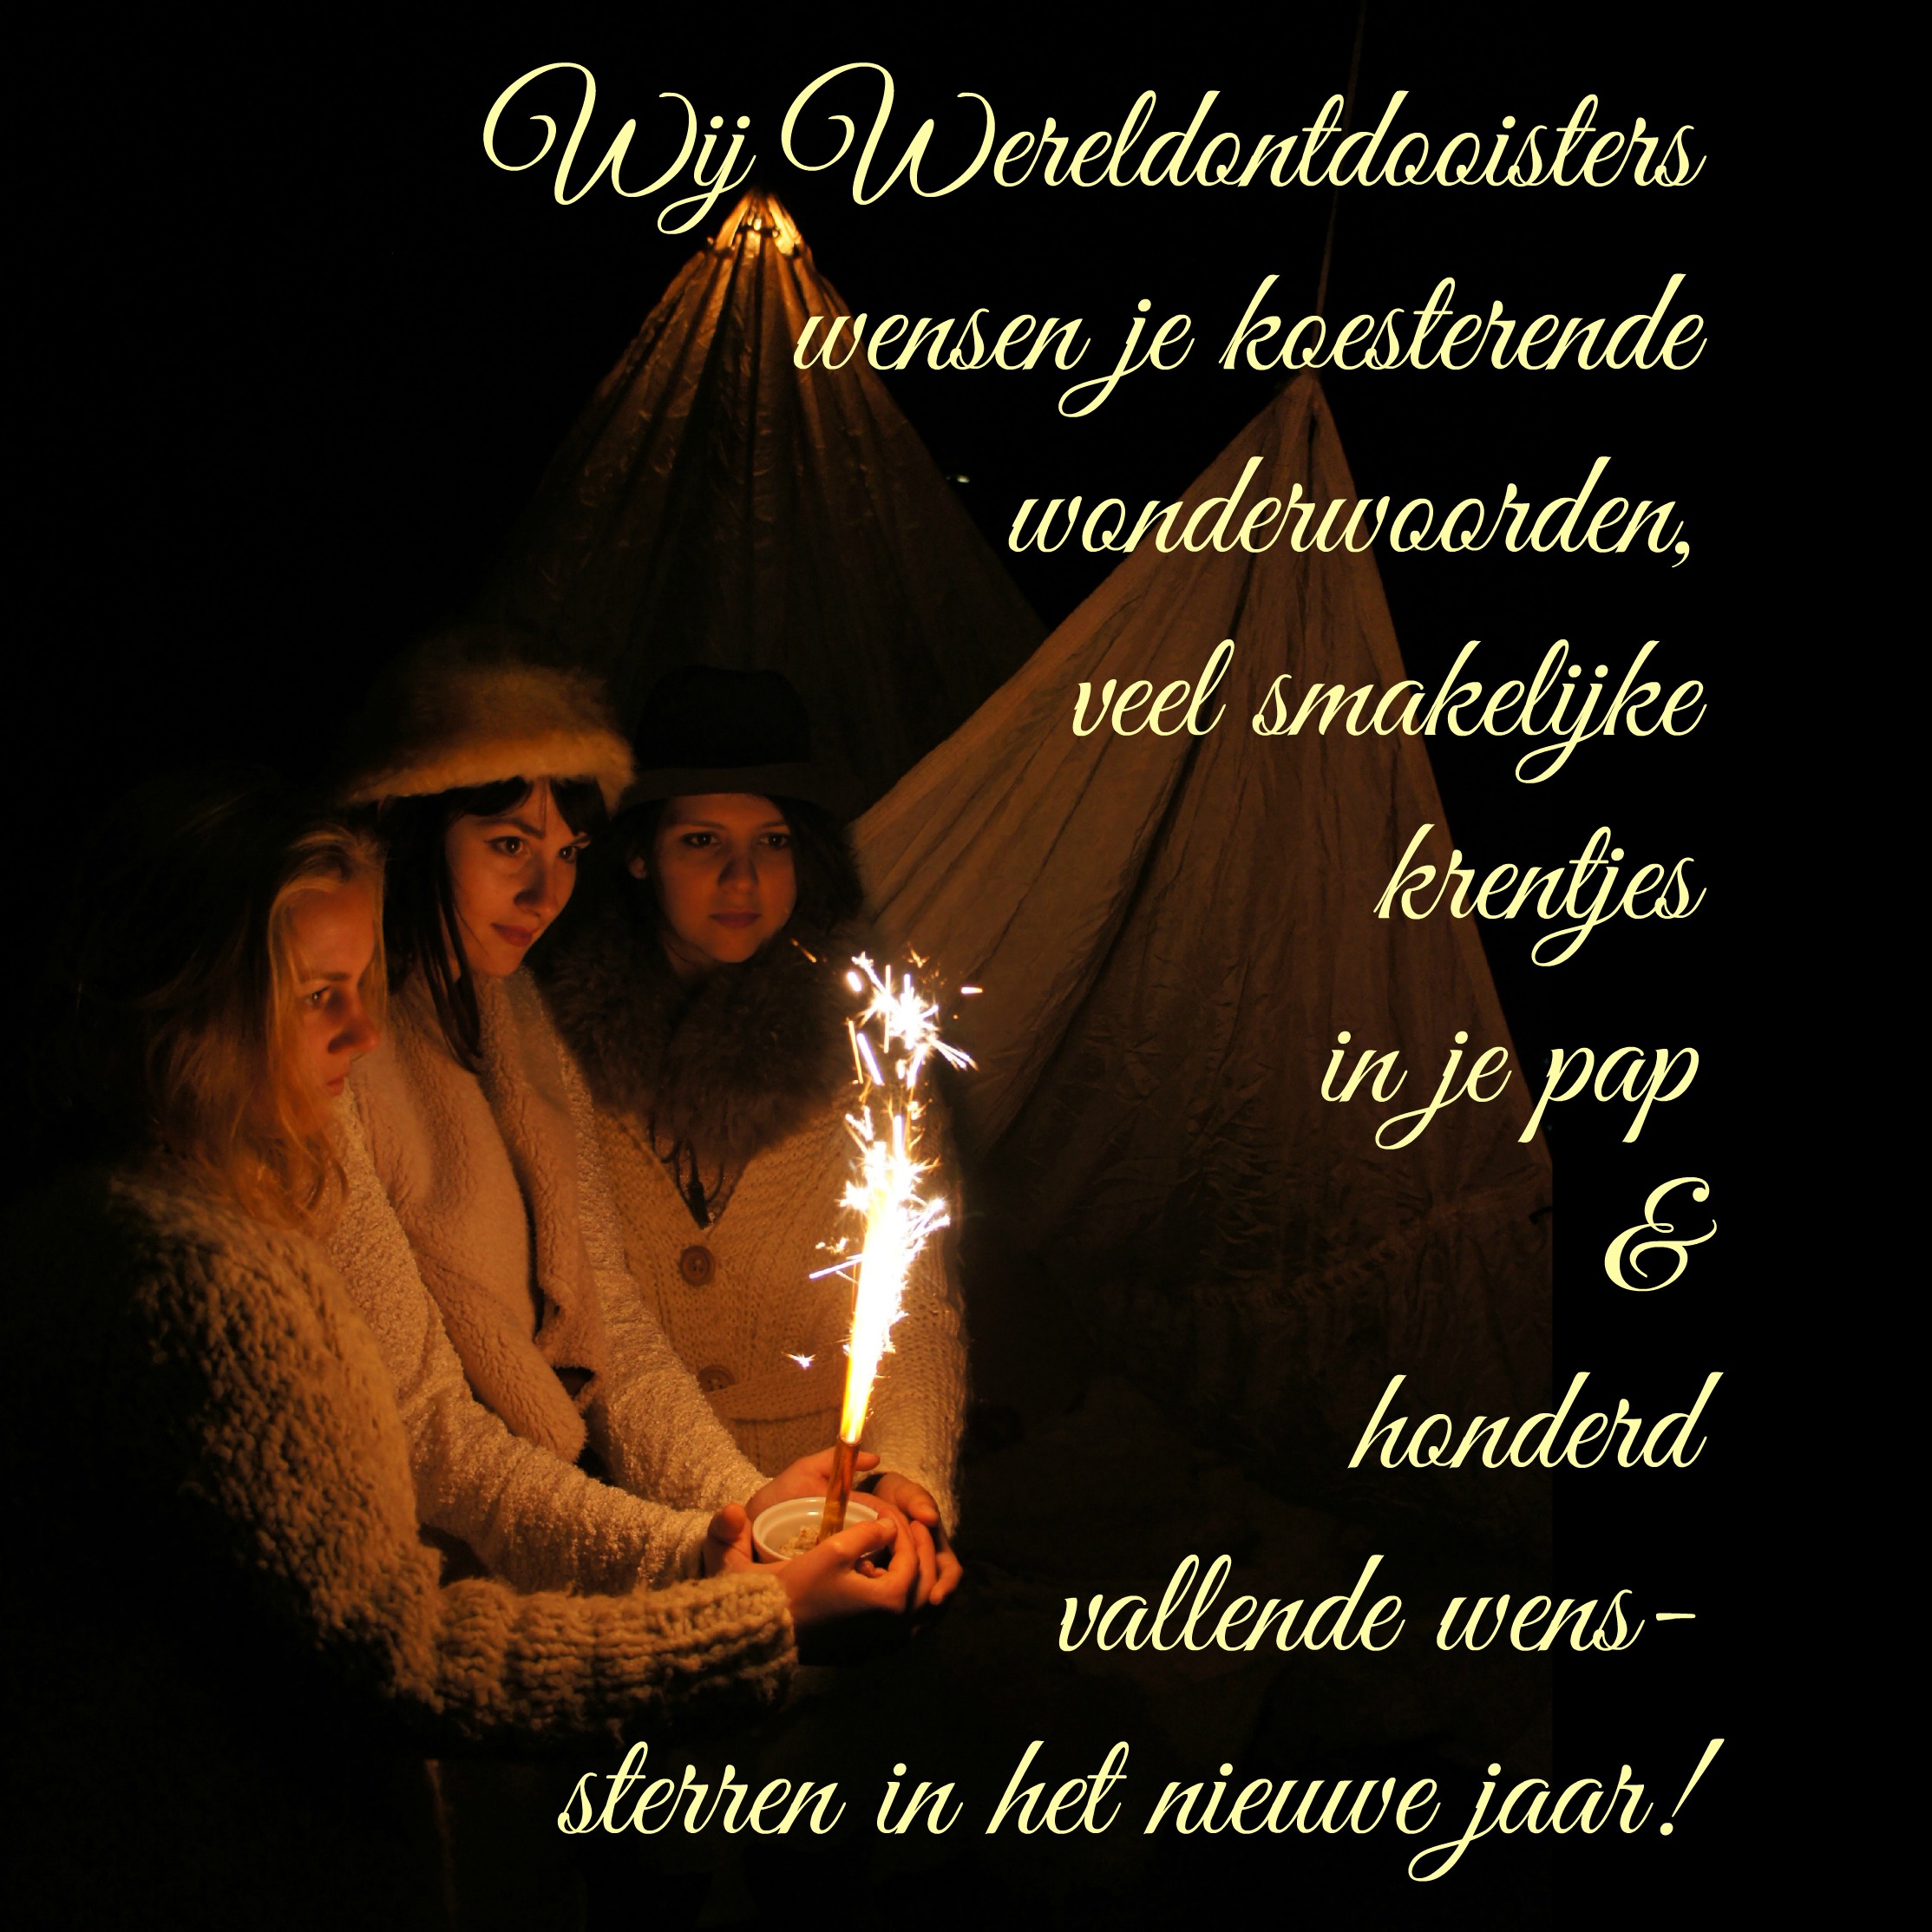 Wij Wereldontdooisters
wensen je koesterende
wonderwoorden,
veel smakelijke
krentjes
in je pap
&
honderd
vallende wens-
sterren in het nieuwe jaar!